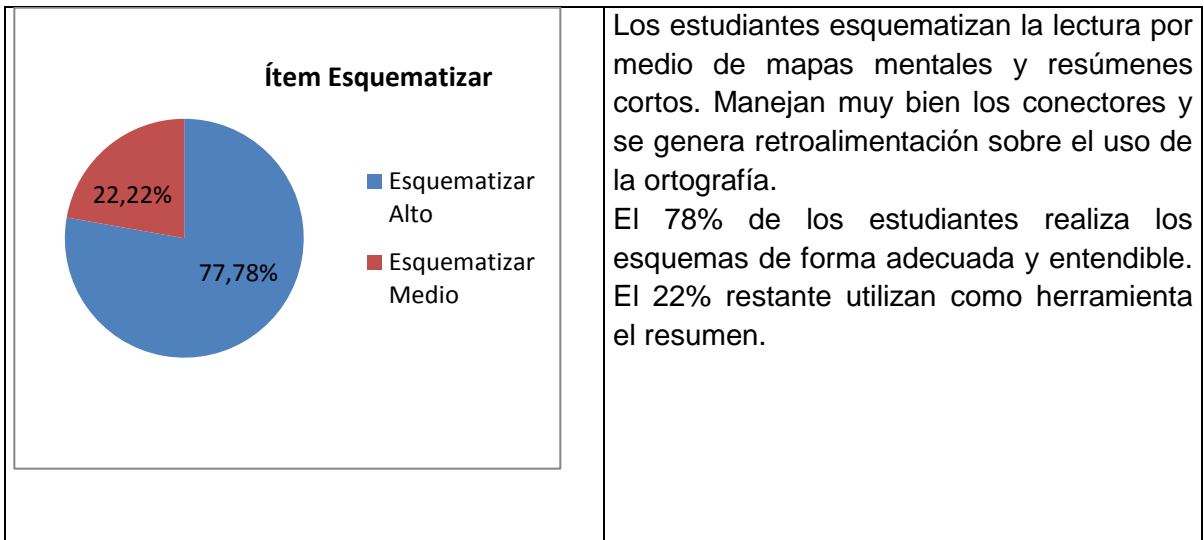 Ítem Esquematizar
22,22%
77,78%
Esquematizar
Alto
Esquematizar
Medio
Los estudiantes esquematizan la lectura por
medio de mapas mentales y resúmenes
cortos. Manejan muy bien los conectores y
se genera retroalimentación sobre el uso de
la ortografía.
El 78% de los estudiantes realiza los
esquemas de forma adecuada y entendible.
El 22% restante utilizan como herramienta
el resumen.